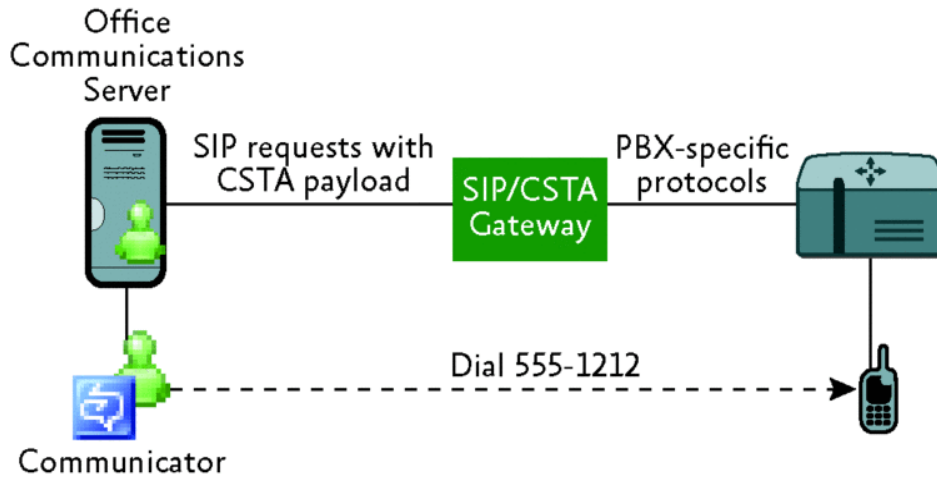 Office
Communications
Server
SIP requests with
CSTA payload
SIP/CSTA
Gateway
PBX-specific
protocols
Dial 555-1212
Communicator